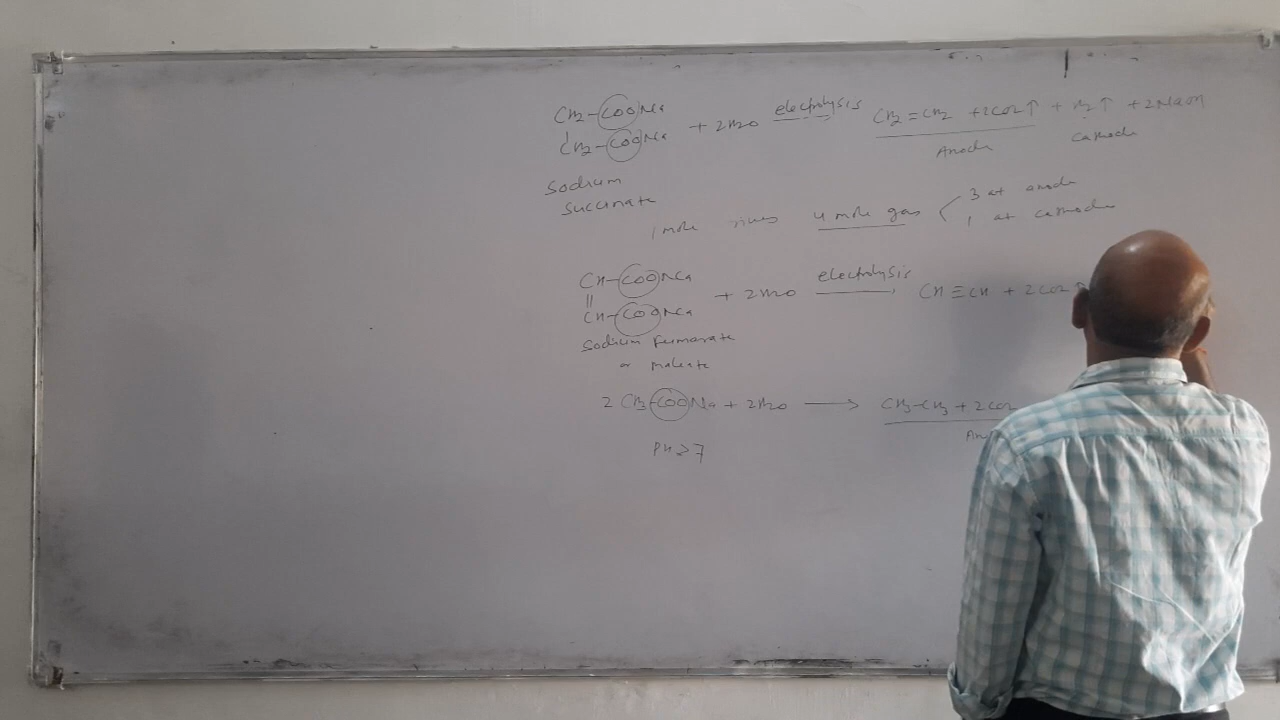 CH2-COONa
CH2-COONa + 2H2O electrolysis CH2=CH2 + 2CO2↑ + H2↑ + 2NaOH
Anode Cathode
Sodium
Succinate
1 mole gives 4 mole gas 3 at anode
1 at cathode
CH-COONa
||
CH-COONa + 2H2O electrolysis CH≡CH + 2CO2↑
Sodium Fumarate
or maleate
2 CH3-COONa + 2H2O → CH3-CH3 + 2CO2
An
PH>7